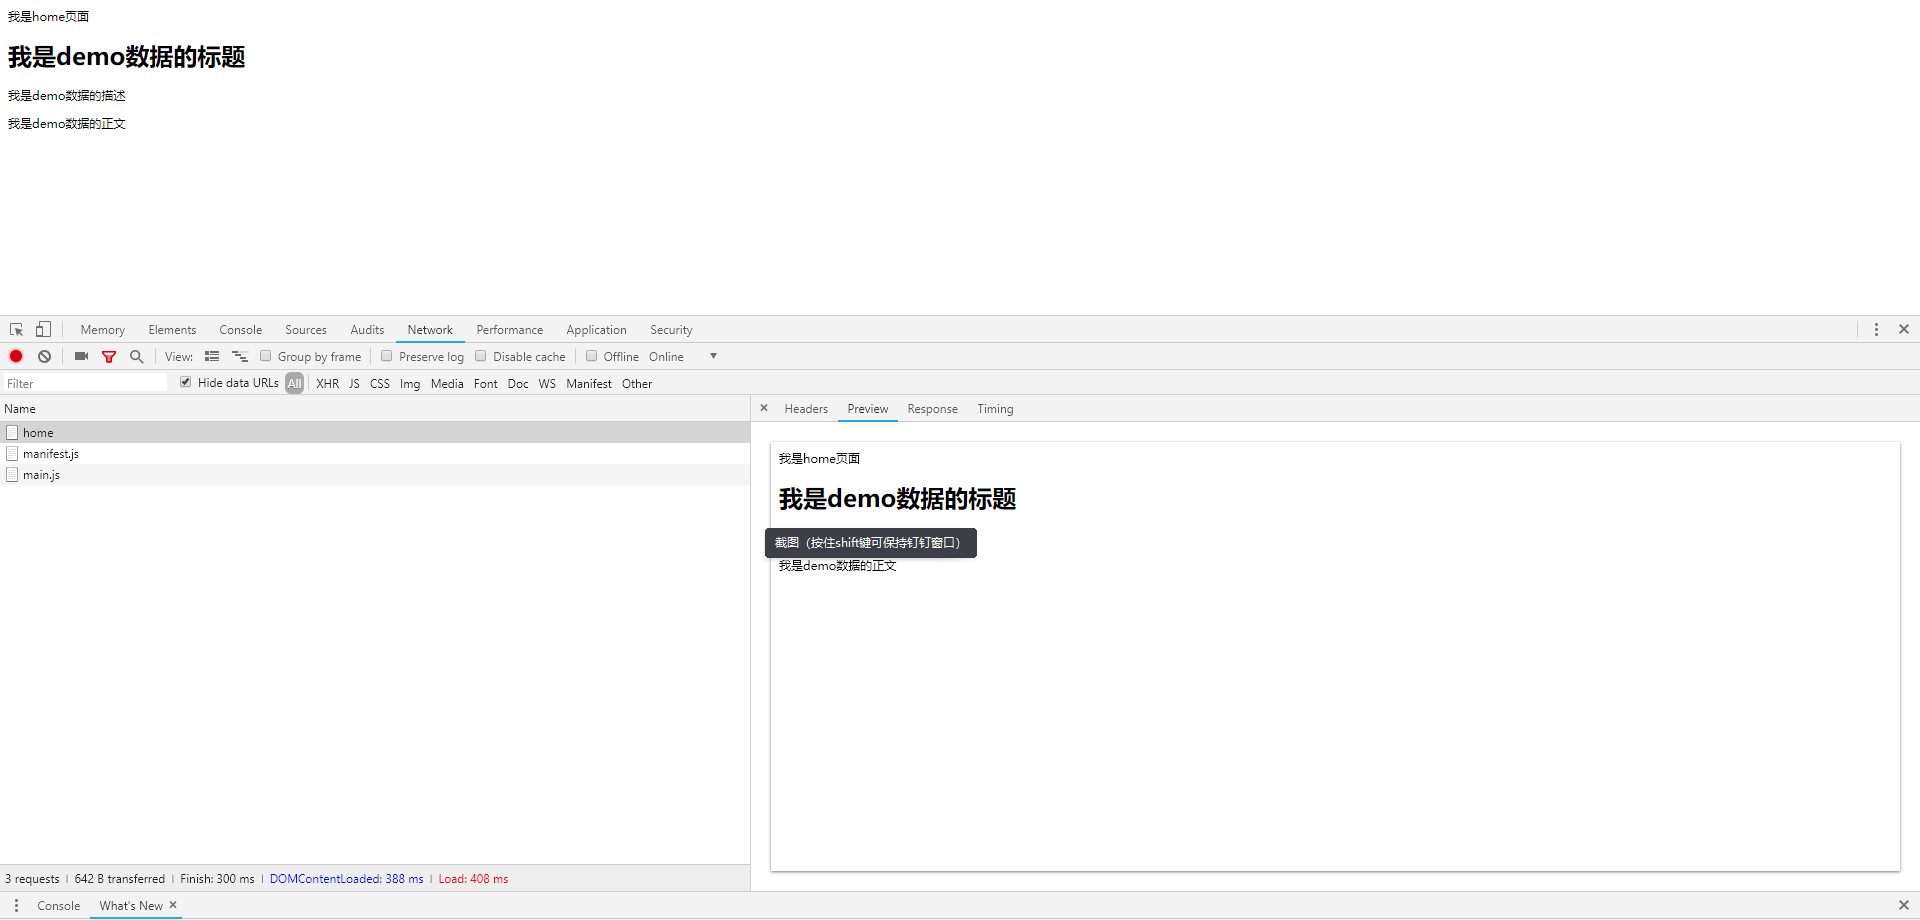 我是home页面
我是demo数据的标题
我是demo数据的描述
我是demo数据的正文
Memory Elements Console Sources Audits Network Performance Application Security
View: Group by frame Preserve log Disable cache Offline Online
Filter Hide data URLs All XHR JS CSS Img Media Font Doc WS Manifest Other
Name
home
manifest.js
main.js
Headers Preview Response Timing
我是home页面
我是demo数据的标题
截图（按住shift键可保持钉钉窗口）
我是demo数据的正文
3 requests | 642 B transferred | Finish: 300 ms | DOMContentLoaded: 388 ms | Load: 408 ms
Console What's New